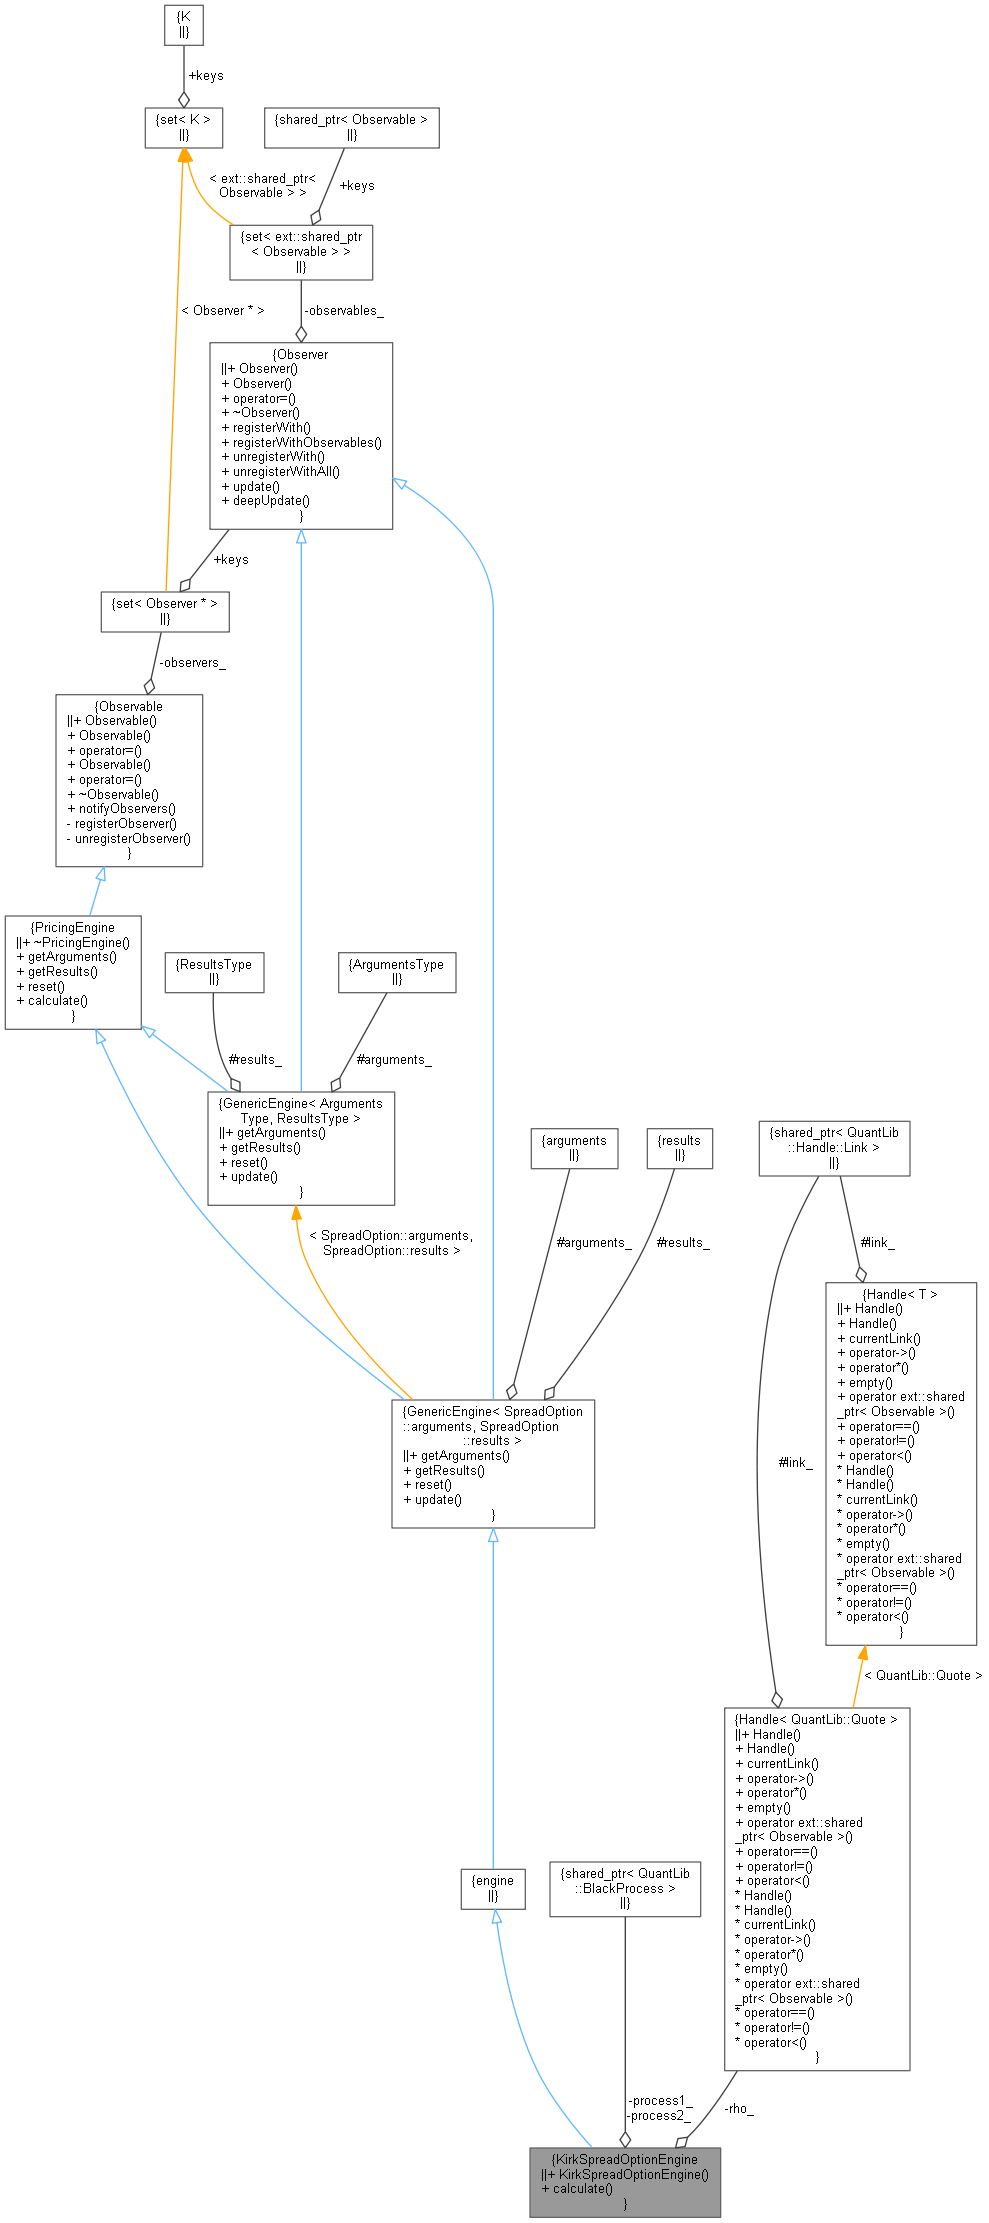 {K
||}
+keys
{set< K >
||}
{shared_ptr< Observable >
||}
< ext::shared_ptr<
Observable > >
+keys
{set< ext::shared_ptr
< Observable > >
||}
< Observer * >
-observables_
{Observer
||+ Observer()
+ Observer()
+ operator=()
+ ~Observer()
+ registerWith()
+ registerWithObservables()
+ unregisterWith()
+ unregisterWithAll()
+ update()
+ deepUpdate()
}
+keys
{set< Observer * >
||}
-observers_
{Observable
||+ Observable()
+ Observable()
+ operator=()
+ Observable()
+ operator=()
+ ~Observable()
+ notifyObservers()
- registerObserver()
- unregisterObserver()
}
{PricingEngine
||+ ~PricingEngine()
+ getArguments()
+ getResults()
+ reset()
+ calculate()
}
{ResultsType
||}
{ArgumentsType
||}
#results_
#arguments_
{GenericEngine< Arguments
Type, ResultsType >
||+ getArguments()
+ getResults()
+ reset()
+ update()
}
{arguments
||}
{results
||}
{shared_ptr< QuantLib
::Handle::Link >
||}
< SpreadOption::arguments,
SpreadOption::results >
#arguments_
#results_
#link_
{Handle< T >
||+ Handle()
+ Handle()
+ currentLink()
+ operator->()
+ operator*()
+ empty()
+ operator ext::shared
_ptr< Observable >()
+ operator==()
+ operator!=()
+ operator<()
* Handle()
* Handle()
* currentLink()
* operator->()
* operator*()
* empty()
* operator ext::shared
_ptr< Observable >()
* operator==()
* operator!=()
* operator<()
}
{GenericEngine< SpreadOption
::arguments, SpreadOption
::results >
||+ getArguments()
+ getResults()
+ reset()
+ update()
}
#link_
< QuantLib::Quote >
{Handle< QuantLib::Quote >
||+ Handle()
+ Handle()
+ currentLink()
+ operator->()
+ operator*()
+ empty()
+ operator ext::shared
_ptr< Observable >()
+ operator==()
+ operator!=()
+ operator<()
* Handle()
* Handle()
* currentLink()
* operator->()
* operator*()
* empty()
* operator ext::shared
_ptr< Observable >()
* operator==()
* operator!=()
* operator<()
}
{engine
||}
{shared_ptr< QuantLib
::BlackProcess >
||}
-process1_
-process2_
-rho_
{KirkSpreadOptionEngine
||+ KirkSpreadOptionEngine()
+ calculate()
}